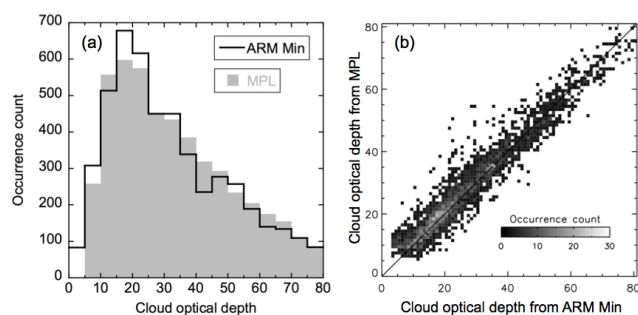 (a)
ARM Min
MPL
700
600
500
400
300
200
100
0
Occurrence count
0 10 20 30 40 50 60 70 80
Cloud optical depth
(b)
80
60
40
20
0
Cloud optical depth from MPL
Occurrence count
0 10 20 30
0 20 40 60 80
Cloud optical depth from ARM Min